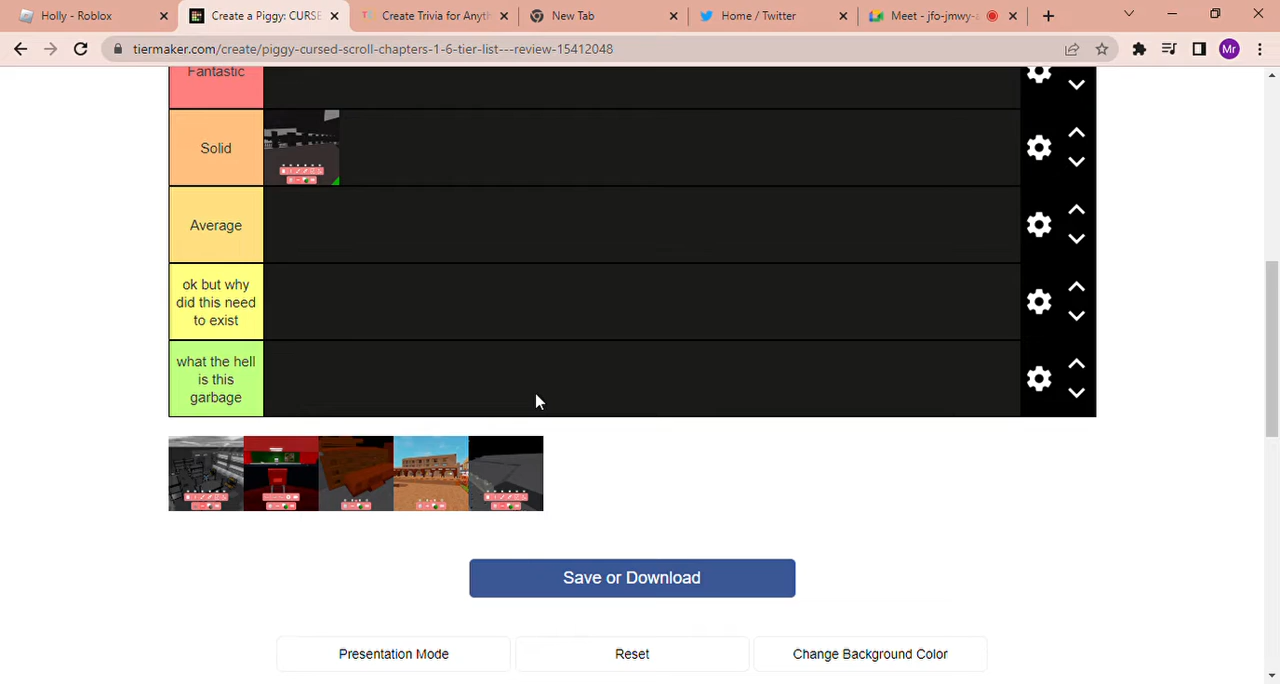 Holly - Roblox
Create a Piggy: CURSE
Create Trivia for Anyth
New Tab
Home / Twitter
Meet - jfo-jmwy-
tiermaker.com/create/piggy-cursed-scroll-chapters-1-6-tier-list---review-15412048
Mr
Fantastic
Solid
Average
ok but why
did this need
to exist
what the hell
is this
garbage
Save or Download
Presentation Mode
Reset
Change Background Color